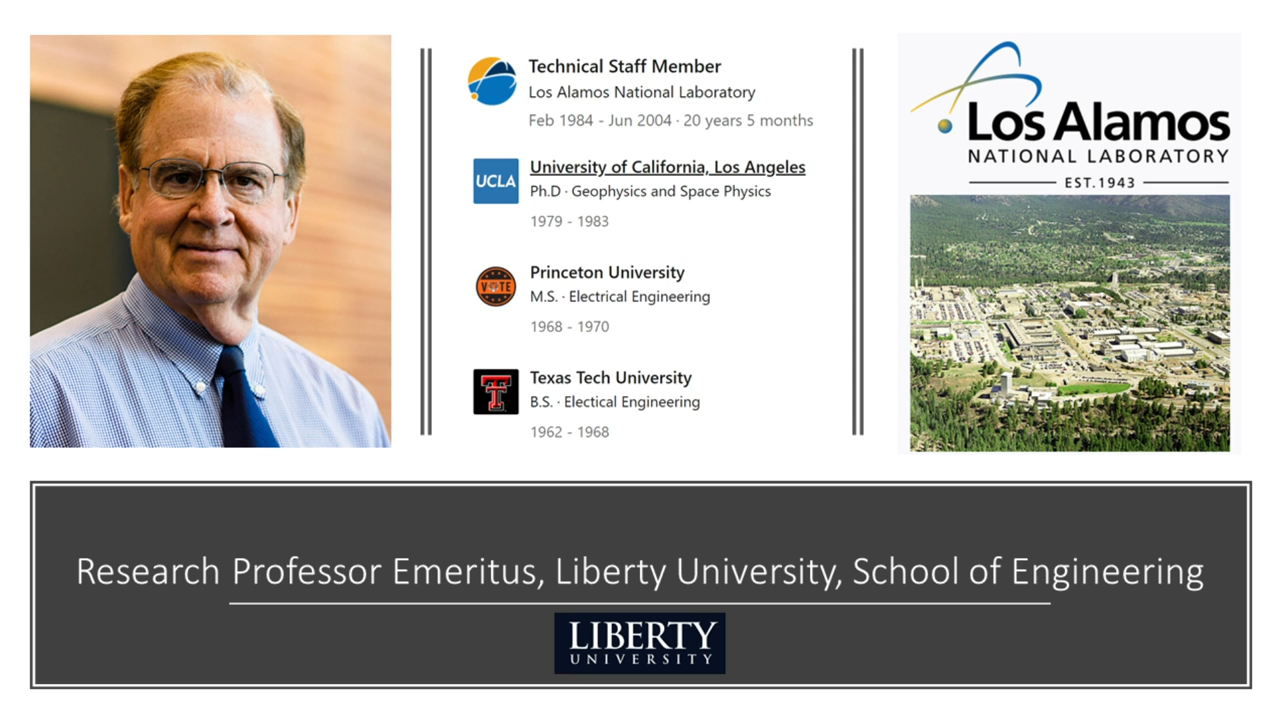 Technical Staff Member
Los Alamos National Laboratory
Feb 1984 - Jun 2004 · 20 years 5 months
UCLA
University of California, Los Angeles
Ph.D · Geophysics and Space Physics
1979 - 1983
VOTE
Princeton University
M.S. · Electrical Engineering
1968 - 1970
Texas Tech University
B.S. · Electical Engineering
1962 - 1968
Los Alamos
NATIONAL LABORATORY
EST.1943
Research Professor Emeritus, Liberty University, School of Engineering
LIBERTY
UNIVERSITY